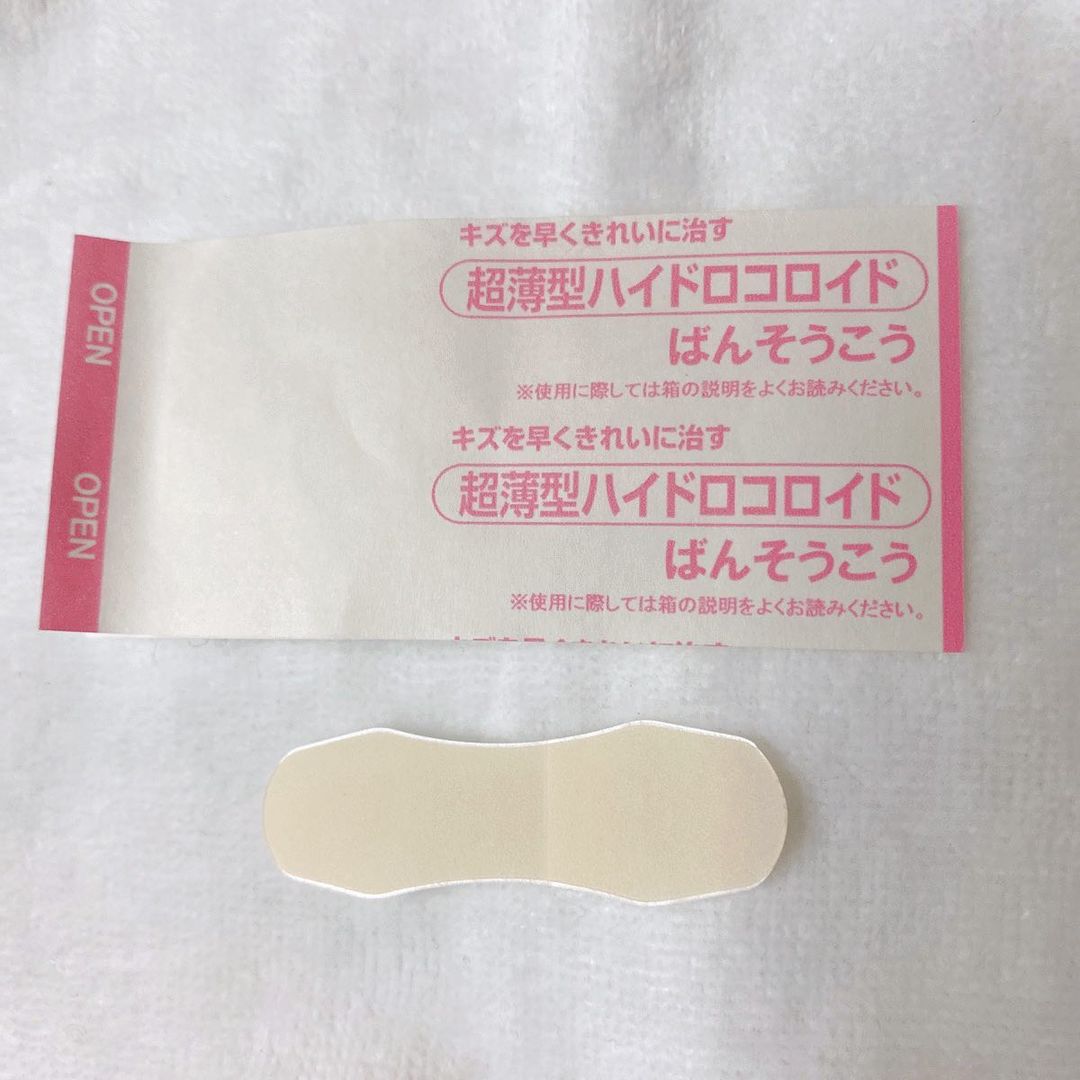 OPEN
OPEN
キズを早くきれいに治す
超薄型ハイドロコロイド
ばんそうこう
※使用に際しては箱の説明をよくお読みください。
キズを早くきれいに治す
超薄型ハイドロコロイド
ばんそうこう
※使用に際しては箱の説明をよくお読みください。